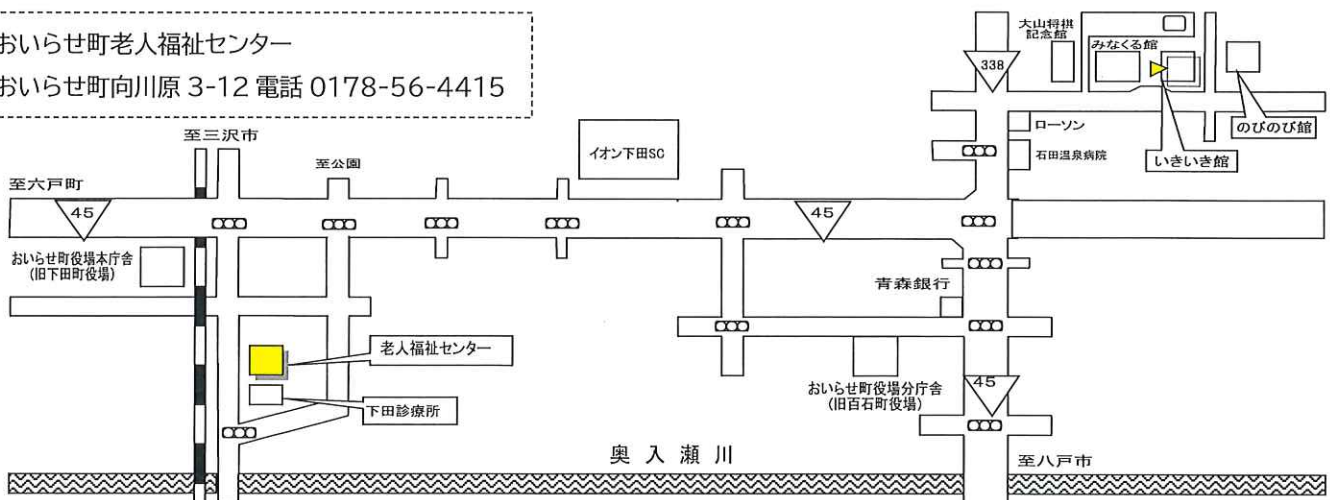 おいらせ町老人福祉センター
おいらせ町向川原 3-12 電話 0178-56-4415
大山将棋
記念館
みなくる館
338
のびのび館
いきいき館
ローソン
石田温泉病院
至三沢市
至公園
イオン下田SC
至六戸町
45
45
おいらせ町役場本庁舎
(旧下田町役場)
青森銀行
老人福祉センター
下田診療所
おいらせ町役場分庁舎
(旧百石町役場)
45
奥入瀬川
至八戸市